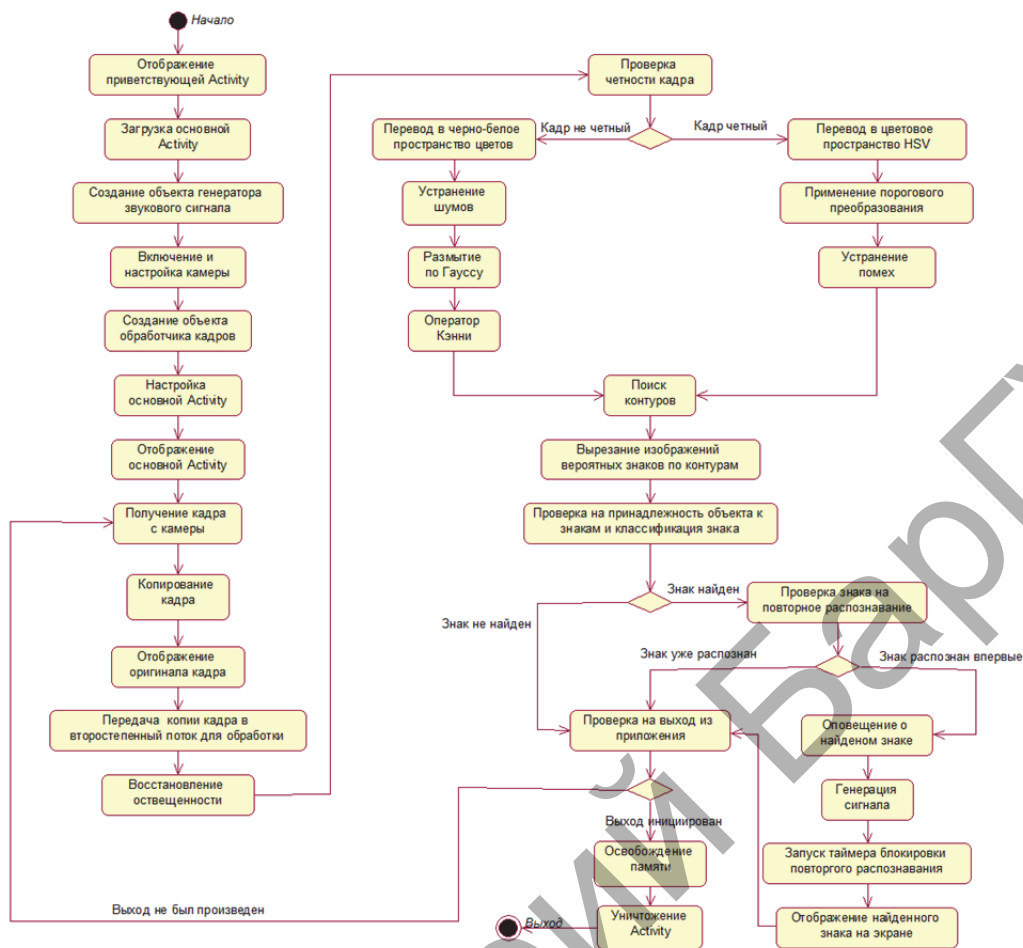 Начало
Отображение
приветствующей Activity
Загрузка основной
Activity
Создание объекта генератора
звукового сигнала
Включение и
настройка камеры
Создание объекта
обработчика кадров
Настройка
основной Activity
Отображение
основной Activity
Получение кадра
с камеры
Копирование
кадра
Отображение
оригинала кадра
Передача копии кадра в
второстепенный поток для обработки
Восстановление
оствещенности
Проверка
четности кадра
Кадр не четный
Кадр четный
Перевод в черно-белое
пространство цветов
Устранение
шумов
Размытие
по Гауссу
Оператор
Кэнни
Перевод в цветовое
пространство HSV
Применение порогового
преобразования
Устранение
помех
Поиск
контуров
Вырезание изображений
вероятных знаков по контурам
Проверка на принадлежность объекта к
знакам и классификация знака
Знак найден
Знак не найден
Проверка знака на
повторное распознавание
Знак уже распознан
Знак распознан впервые
Оповещение о
найденом знаке
Генерация
сигнала
Запуск таймера блокировки
повторгого распознавания
Отображение найденного
знака на экране
Проверка на выход из
приложения
Выход инициирован
Выход не был произведен
Освобождение
памяти
Уничтожение
Activity
Выход